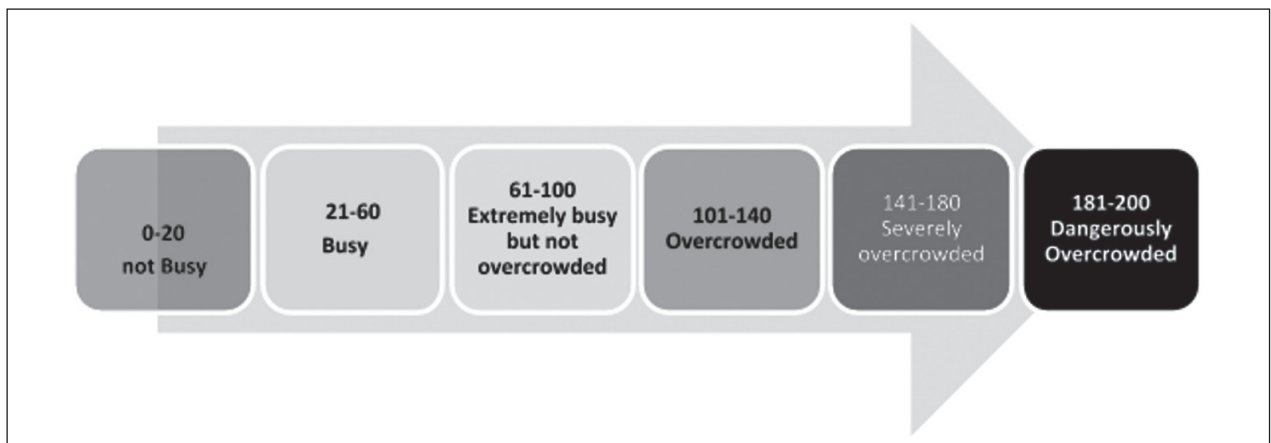 0-20
not Busy
21-60
Busy
61-100
Extremely busy
but not
overcrowded
101-140
Overcrowded
141-180
Severely
overcrowded
181-200
Dangerously
Overcrowded